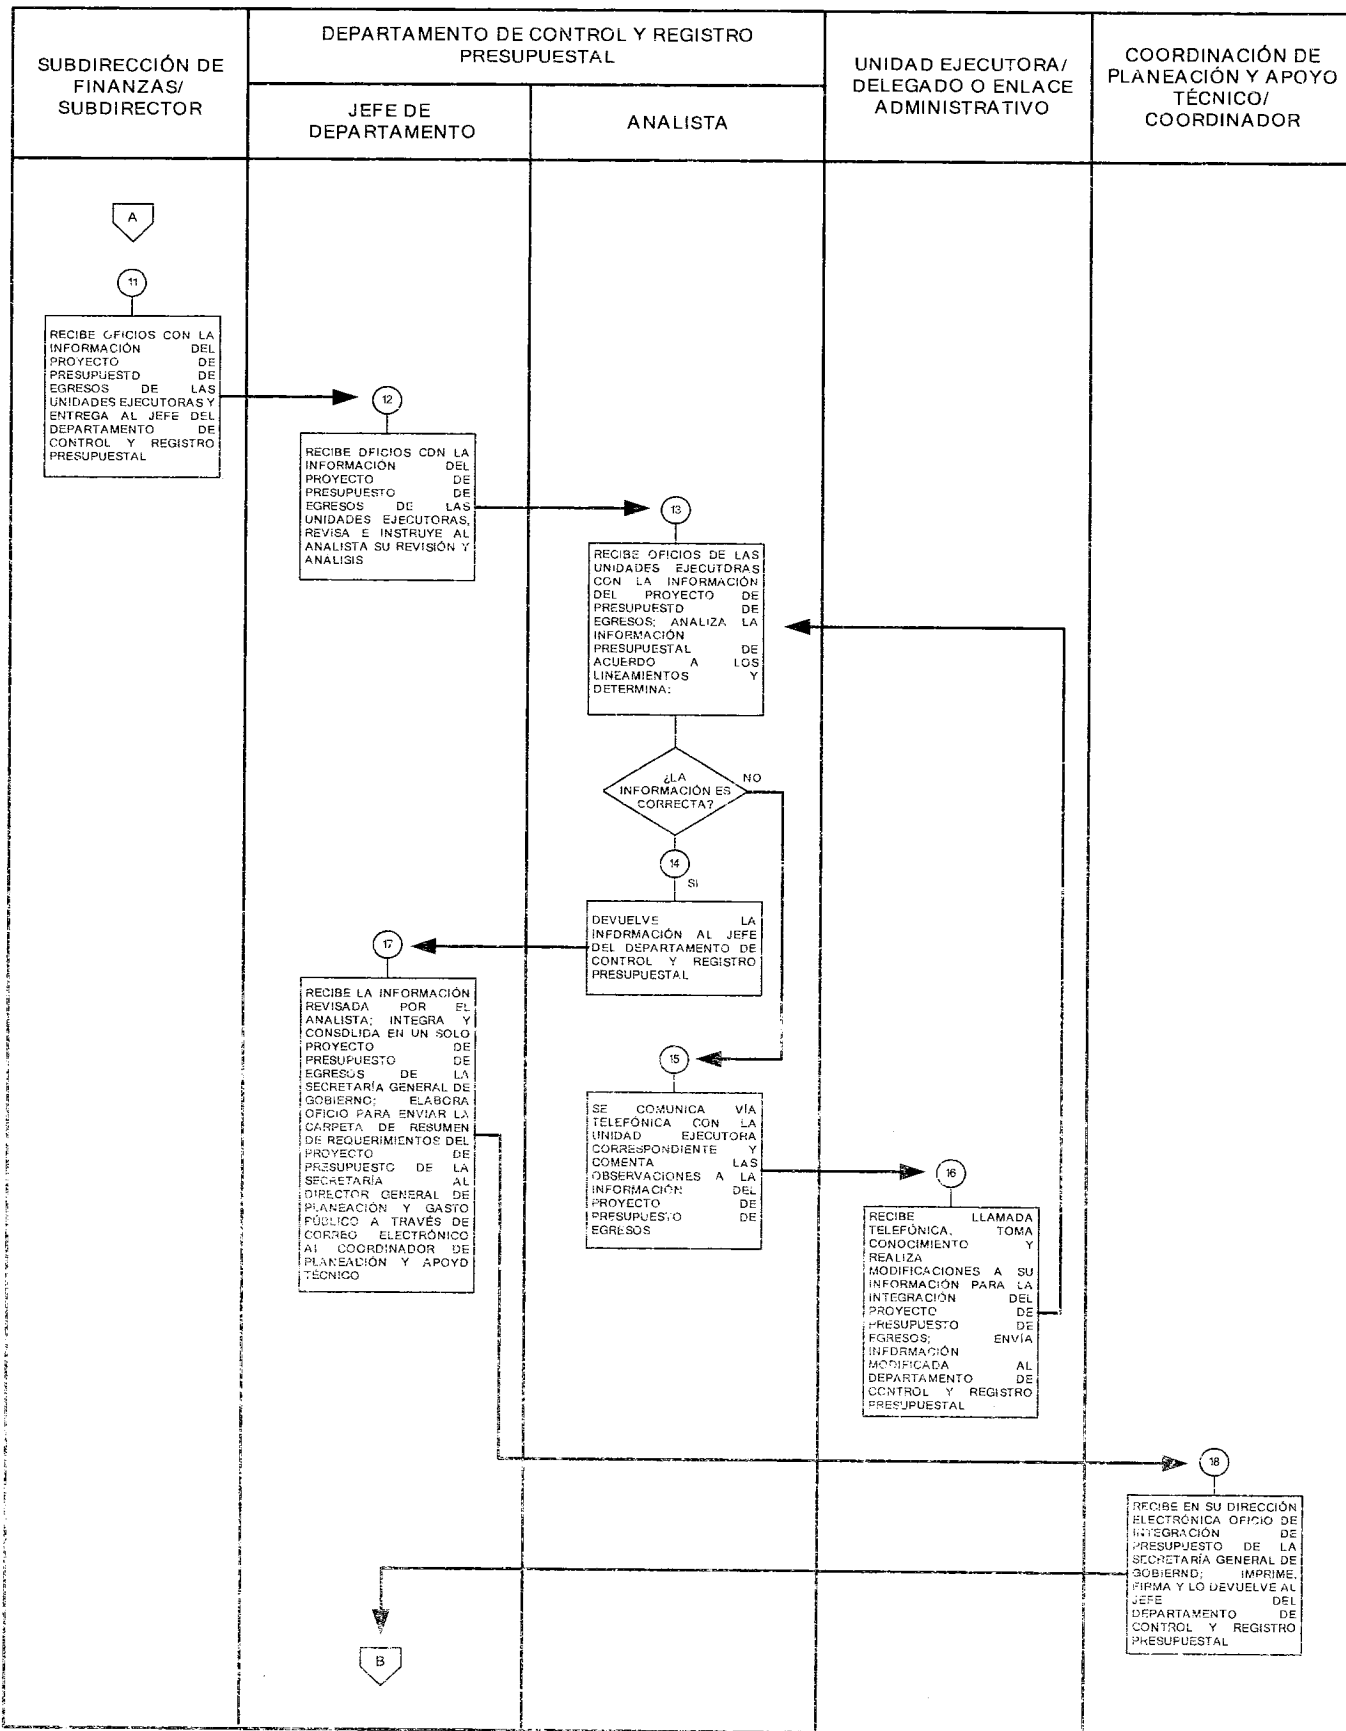 SUBDIRECCIÓN DE
FINANZAS/
SUBDIRECTOR
DEPARTAMENTO DE CONTROL Y REGISTRO
PRESUPUESTAL
JEFE DE
DEPARTAMENTO
ANALISTA
UNIDAD EJECUTORA/
DELEGADO O ENLACE
ADMINISTRATIVO
COORDINACIÓN DE
PLANEACIÓN Y APOYO
TÉCNICO/
COORDINADOR
A
11
RECIBE OFICIOS CON LA
INFORMACIÓN DEL
PROYECTO DE
PRESUPUESTO DE
EGRESOS DE LAS
UNIDADES EJECUTORAS Y
ENTREGA AL JEFE DEL
DEPARTAMENTO DE
CONTROL Y REGISTRO
PRESUPUESTAL
12
RECIBE OFICIOS CON LA
INFORMACIÓN DEL
PROYECTO DE
PRESUPUESTO DE
EGRESOS DE LAS
UNIDADES EJECUTORAS,
REVISA E INSTRUYE AL
ANALISTA SU REVISIÓN Y
ANÁLISIS
13
RECIBE OFICIOS DE LAS
UNIDADES EJECUTORAS
CON LA INFORMACIÓN
DEL PROYECTO DE
PRESUPUESTO DE
EGRESOS; ANALIZA LA
INFORMACIÓN
PRESUPUESTAL DE
ACUERDO A LOS
LINEAMIENTOS Y
DETERMINA:
¿LA
INFORMACIÓN ES
CORRECTA?
NO
14
SI
DEVUELVE LA
INFORMACIÓN AL JEFE
DEL DEPARTAMENTO DE
CONTROL Y REGISTRO
PRESUPUESTAL
17
RECIBE LA INFORMACIÓN
REVISADA POR EL
ANALISTA; INTEGRA Y
CONSOLIDA EN UN SOLO
PROYECTO DE
PRESUPUESTO DE
EGRESOS DE LA
SECRETARÍA GENERAL DE
GOBIERNO; ELABORA
OFICIO PARA ENVIAR LA
CARPETA DE RESUMEN
DE REQUERIMIENTOS DEL
PROYECTO DE
PRESUPUESTO DE LA
SECRETARÍA AL
DIRECTOR GENERAL DE
PLANEACIÓN Y GASTO
PÚBLICO A TRAVÉS DE
CORREO ELECTRÓNICO
AL COORDINADOR DE
PLANEACIÓN Y APOYO
TÉCNICO
15
SE COMUNICA VÍA
TELEFÓNICA CON LA
UNIDAD EJECUTORA
CORRESPONDIENTE Y
COMENTA LAS
OBSERVACIONES A LA
INFORMACIÓN DEL
PROYECTO DE
PRESUPUESTO DE
EGRESOS
16
RECIBE LLAMADA
TELEFÓNICA, TOMA
CONOCIMIENTO Y
REALIZA
MODIFICACIONES A SU
INFORMACIÓN PARA LA
INTEGRACIÓN DEL
PROYECTO DE
PRESUPUESTO DE
EGRESOS; ENVÍA
INFORMACIÓN
MODIFICADA AL
DEPARTAMENTO DE
CONTROL Y REGISTRO
PRESUPUESTAL
18
RECIBE EN SU DIRECCIÓN
ELECTRÓNICA OFICIO DE
INTEGRACIÓN DE
PRESUPUESTO DE LA
SECRETARÍA GENERAL DE
GOBIERNO; IMPRIME,
FIRMA Y LO DEVUELVE AL
JEFE DEL
DEPARTAMENTO DE
CONTROL Y REGISTRO
PRESUPUESTAL
B